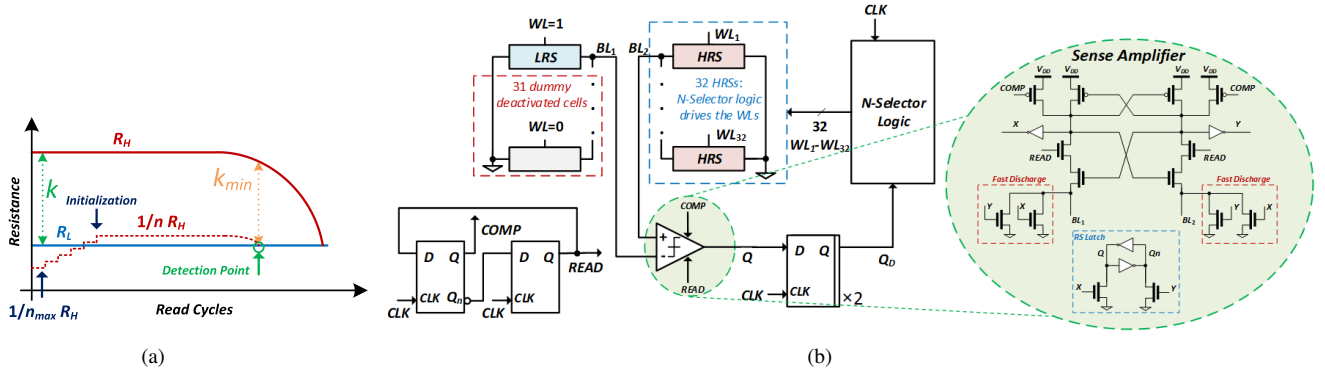 Resistance
R_H
k
k_min
Initialization
1/n R_H
R_L
Detection Point
1/n_max R_H
Read Cycles
(a)
WL=1
LRS
BL_1
31 dummy
deactivated cells
WL=0
BL_2
WL_1
HRS
32 HRSs:
N-Selector logic
drives the WLs
WL_32
HRS
CLK
N-Selector
Logic
32
WL_1-WL_32
COMP
READ
D Q
CLK Q_n
CLK
D Q
CLK
CLK
COMP
+
-
READ
Q
D Q
CLK
CLK
×2
Q_D
(b)
Sense Amplifier
V_DD V_DD V_DD V_DD
COMP COMP
X Y
READ READ
Fast Discharge Fast Discharge
Y X Y X
BL_1 BL_2
RS Latch
Q Qn
X Y